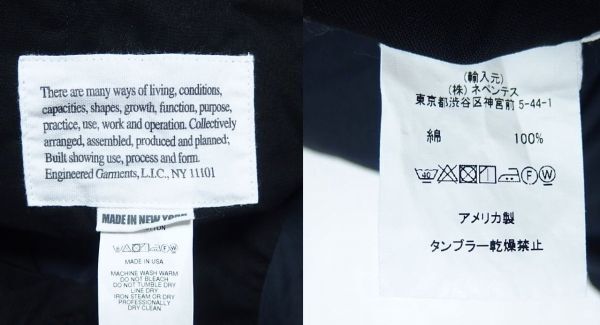 There are many ways of living, conditions,
capacities, shapes, growth, function, purpose,
practice, use, work and operation. Collectively
arranged, assembled, produced and planned;
Built showing use, process and form.
Engineered Garments, L.I.C., NY 11101
MADE IN NEW YORK
MADE IN USA
MACHINE WASH WARM
DO NOT BLEACH
DO NOT TUMBLE DRY
LINE DRY
IRON STEAM OR DRY
PROFESSIONALLY
DRY CLEAN
(輸入元)
(株) ネペンテス
東京都渋谷区神宮前 5-44-1
綿 100%
アメリカ製
タンブラー乾燥禁止